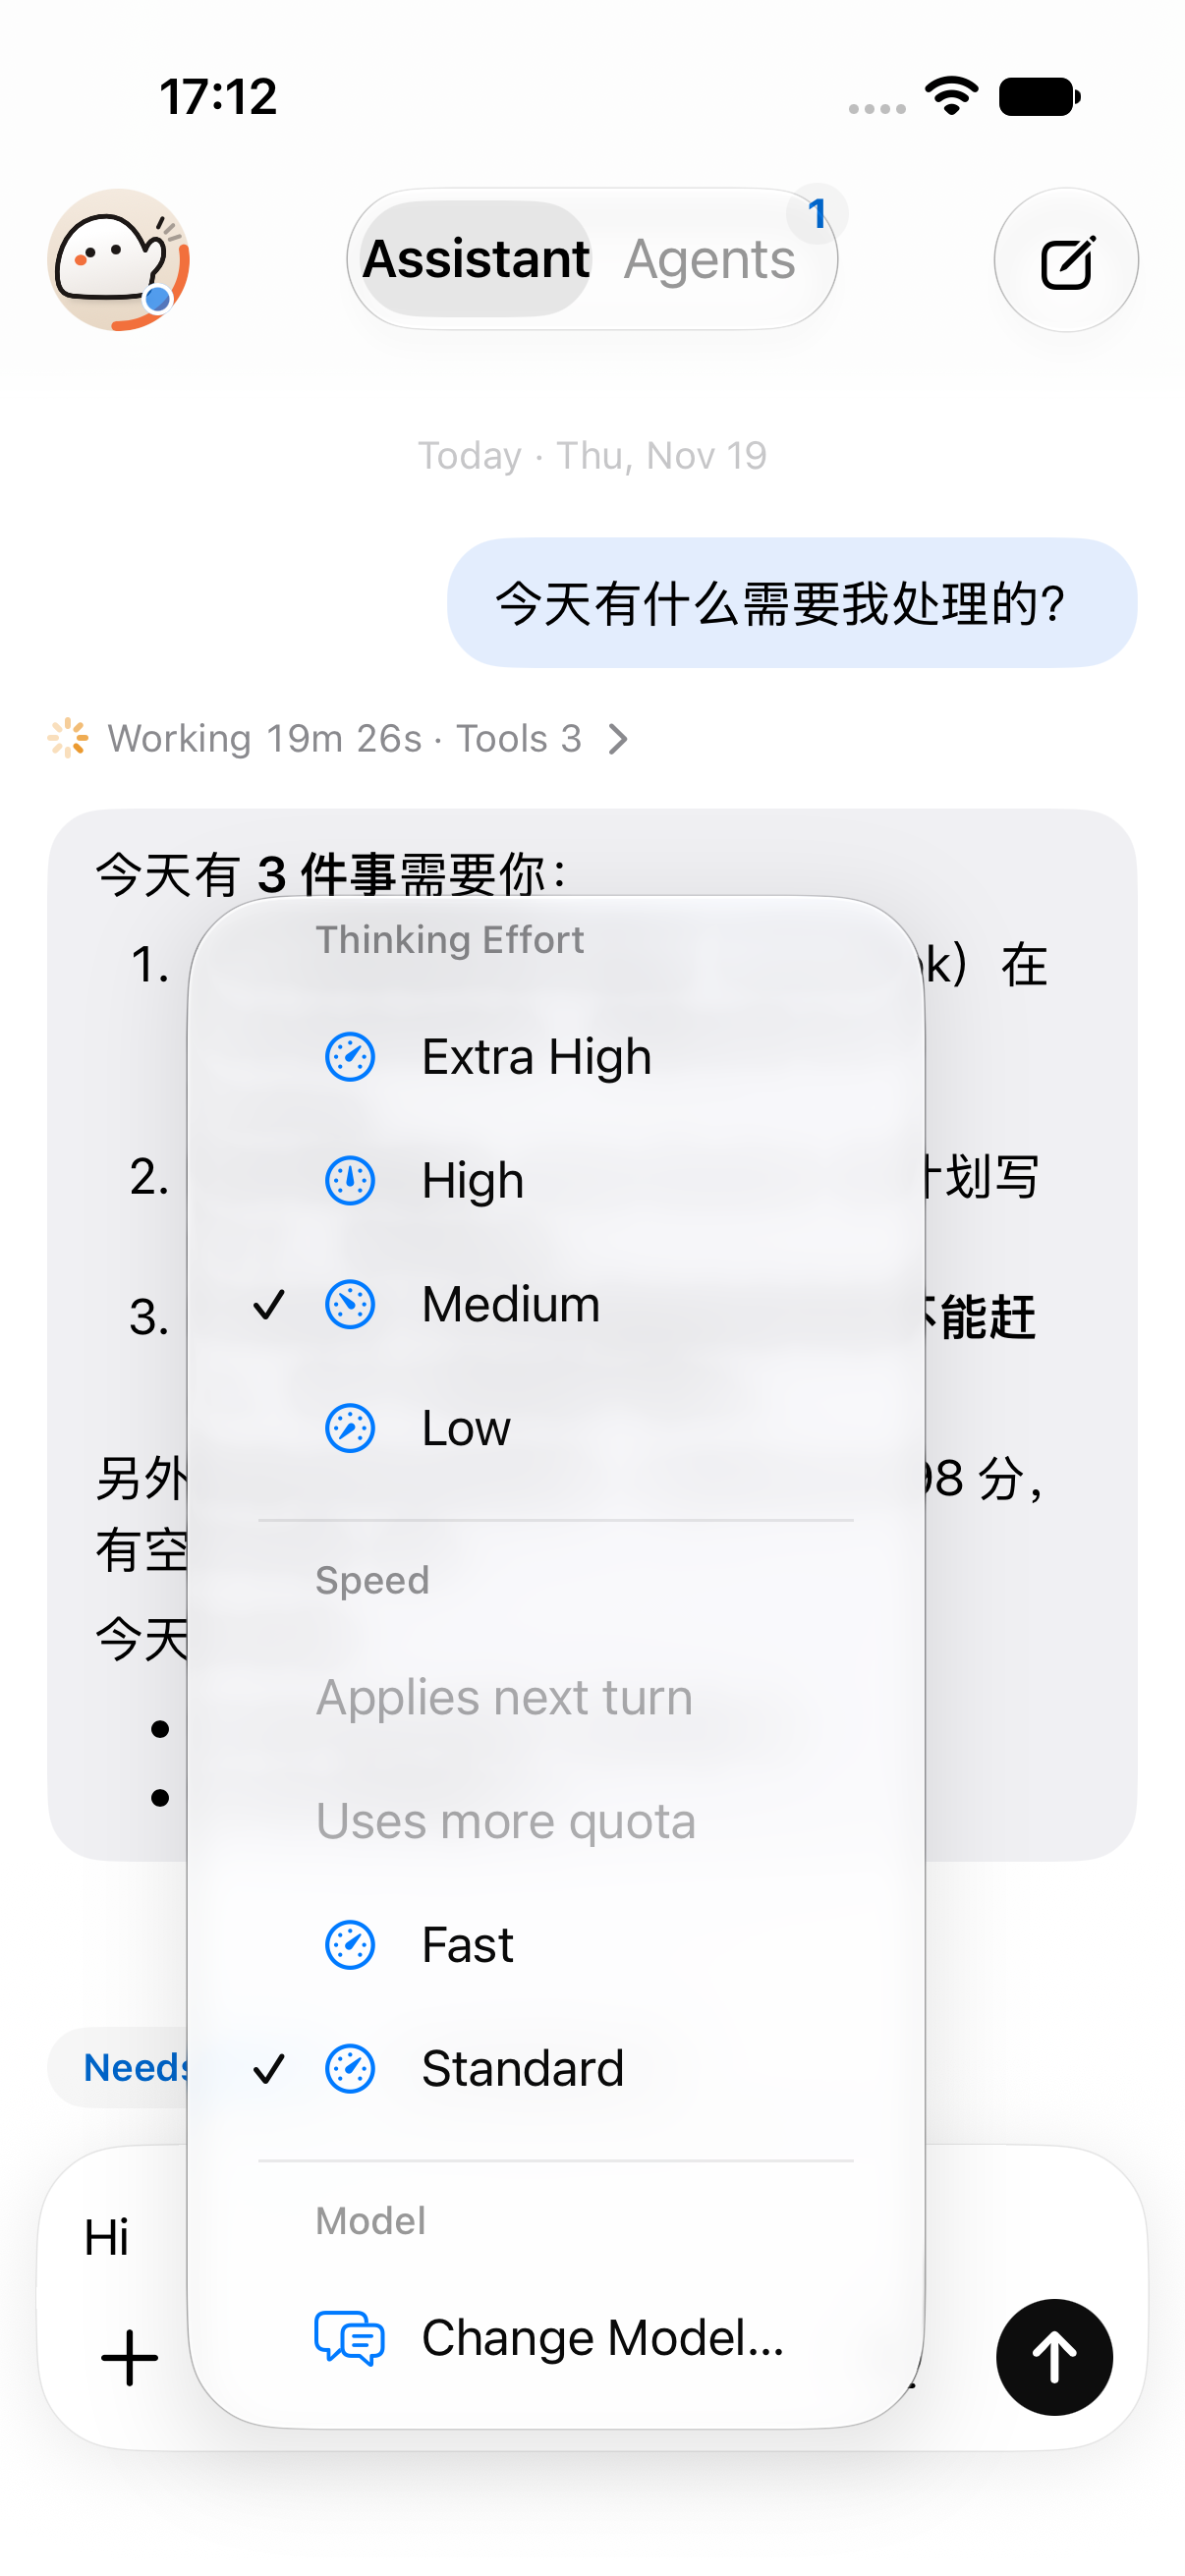 17:12
Assistant
Agents
1
Today · Thu, Nov 19
今天有什么需要我处理的?
Working 19m 26s · Tools 3
今天有 3 件事需要你：
Thinking Effort
1.
k）在
Extra High
2.
划写
High
3.
能赶
Medium
Low
另外
98 分，
有空
Speed
今天
Applies next turn
Uses more quota
Fast
Needs
Standard
Model
Hi
Change Model...